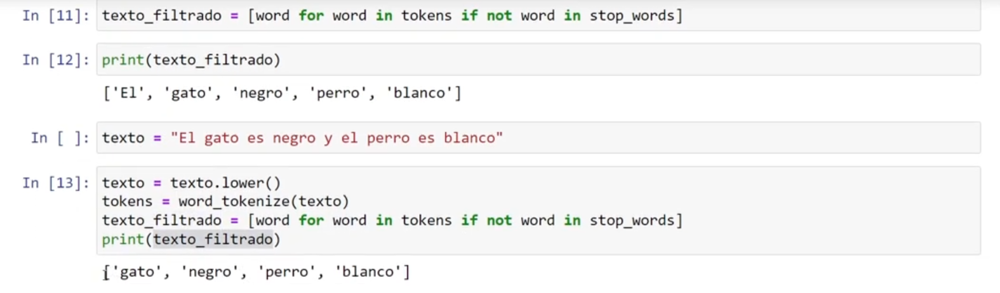 In [11]: texto_filtrado = [word for word in tokens if not word in stop_words]
In [12]: print(texto_filtrado)
['El', 'gato', 'negro', 'perro', 'blanco']
In [ ]: texto = "El gato es negro y el perro es blanco"
In [13]: texto = texto.lower()
tokens = word_tokenize(texto)
texto_filtrado = [word for word in tokens if not word in stop_words]
print(texto_filtrado)
['gato', 'negro', 'perro', 'blanco']